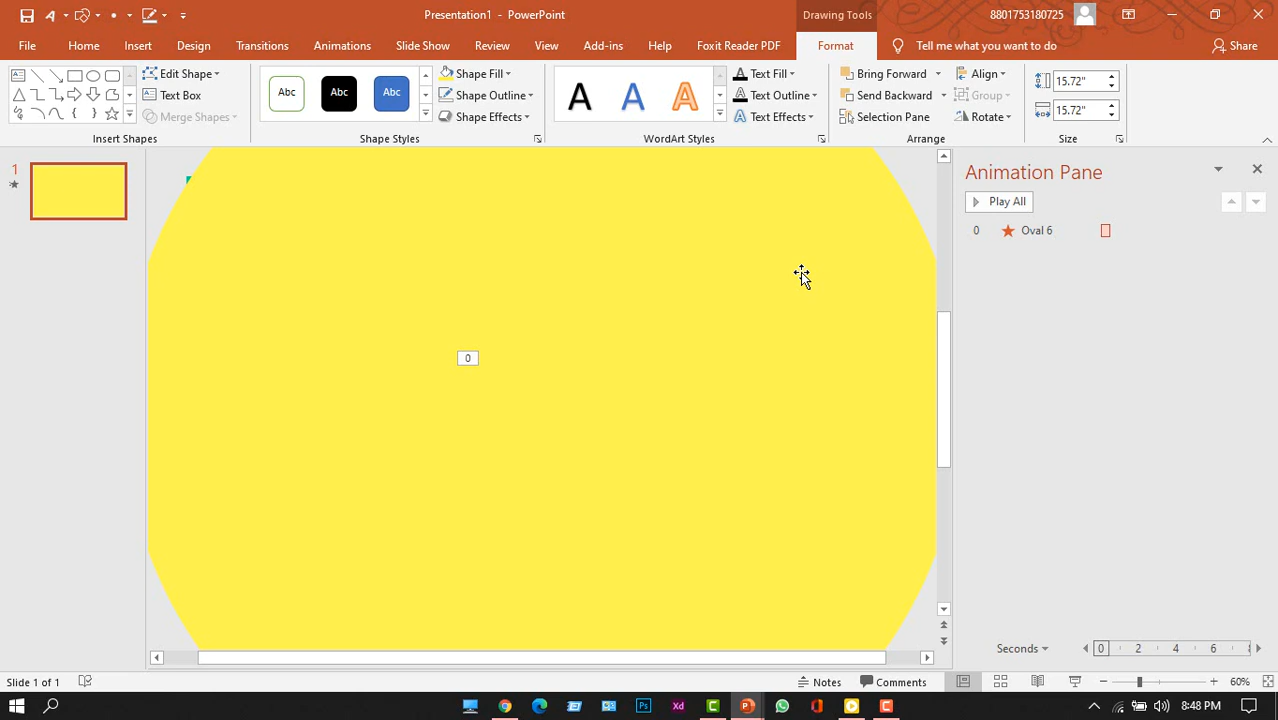 Presentation1 - PowerPoint
Drawing Tools
8801753180725
File Home Insert Design Transitions Animations Slide Show Review View Add-ins Help Foxit Reader PDF Format Tell me what you want to do Share
Edit Shape
Text Box
Merge Shapes
Insert Shapes
Abc Abc Abc
Shape Fill
Shape Outline
Shape Effects
Shape Styles
A A A
Text Fill
Text Outline
Text Effects
WordArt Styles
Bring Forward
Send Backward
Selection Pane
Align
Group
Rotate
Arrange
15.72"
15.72"
Size
1
0
Animation Pane
Play All
0 Oval 6
Seconds 0 2 4 6
Slide 1 of 1
Notes Comments 60%
8:48 PM